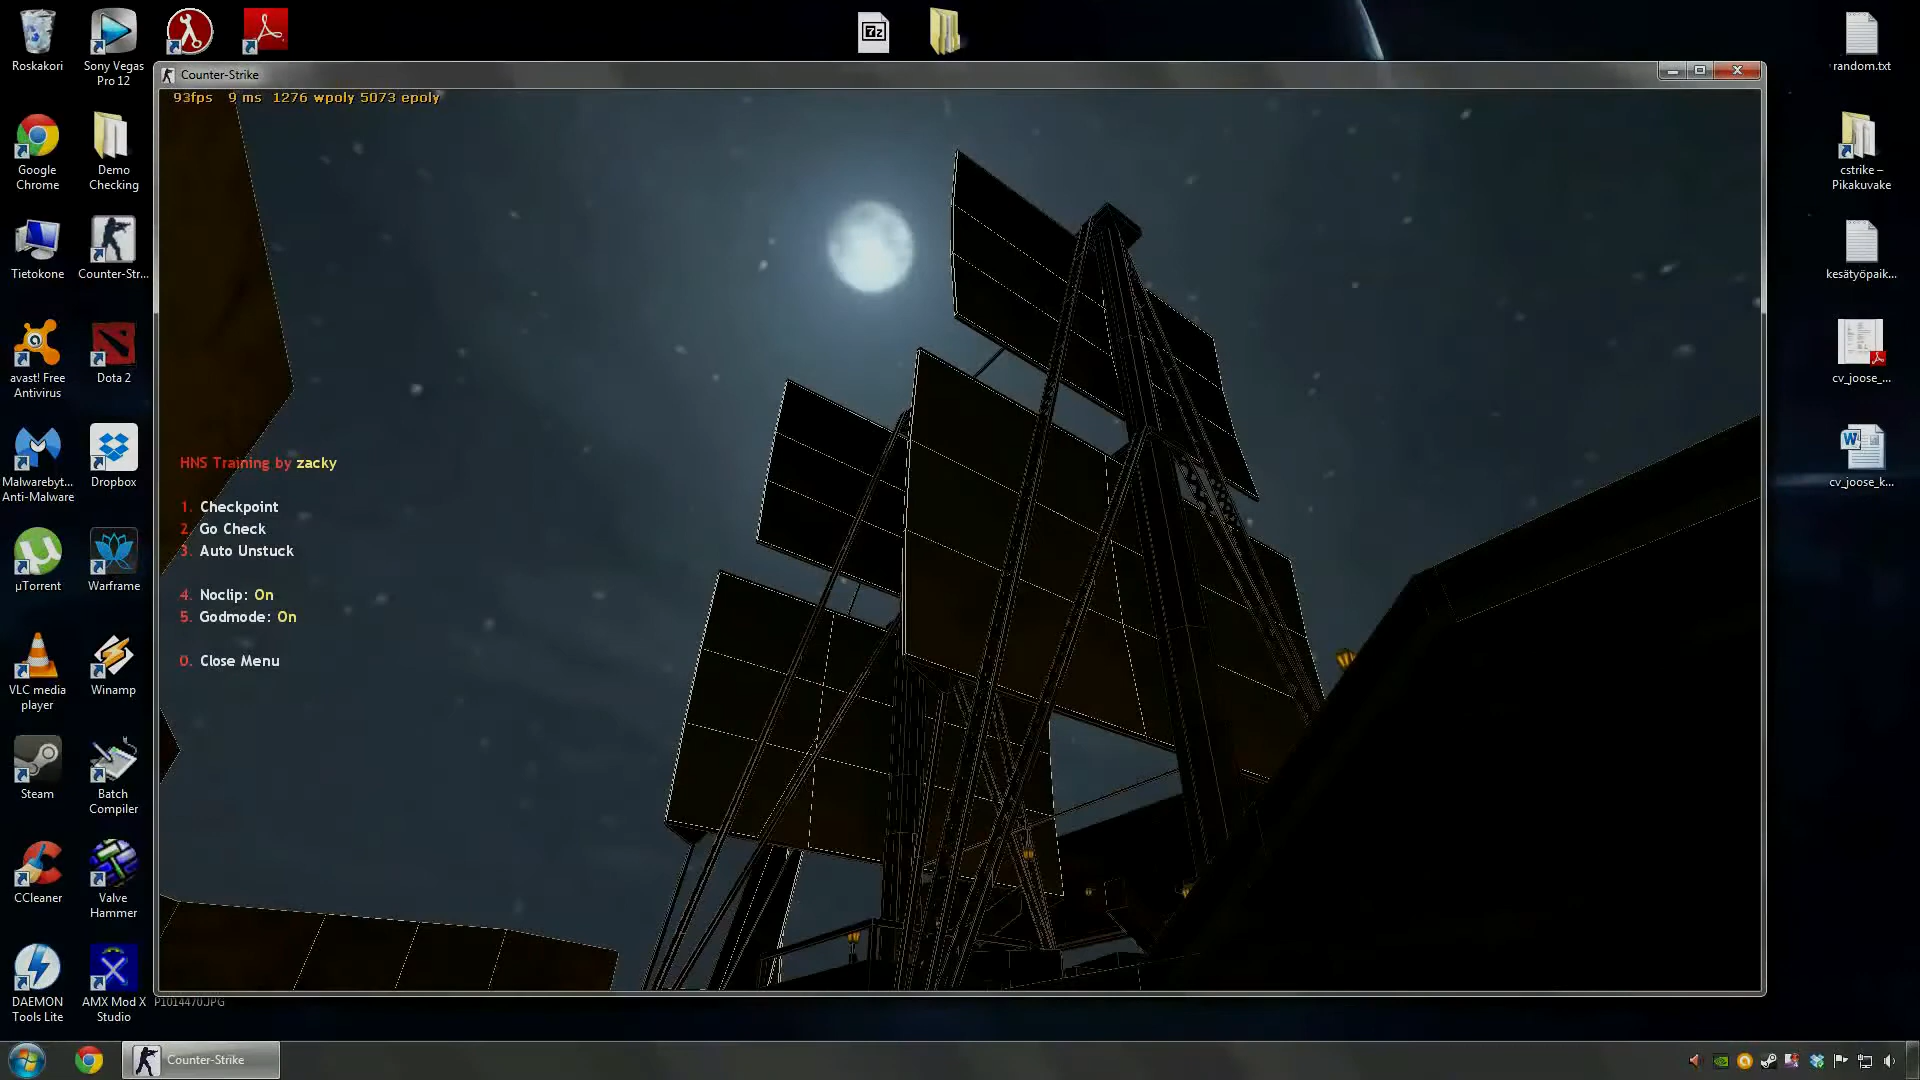 Roskakori
Sony Vegas
Pro 12
Google
Chrome
Demo
Checking
Tietokone
Counter-Str...
avast! Free
Antivirus
Dota 2
Malwarebyt...
Anti-Malware
Dropbox
µTorrent
Warframe
VLC media
player
Winamp
Steam
Batch
Compiler
CCleaner
Valve
Hammer
DAEMON
Tools Lite
AMX Mod X
Studio
P1014470.JPG
7z
Counter-Strike
93fps 9 ms 1276 wpoly 5073 epoly
HNS Training by zacky
1. Checkpoint
2. Go Check
3. Auto Unstuck
4. Noclip: On
5. Godmode: On
0. Close Menu
random.txt
cstrike –
Pikakuvake
kesätyöpaik...
cv_joose_...
W
cv_joose_k...
Counter-Strike